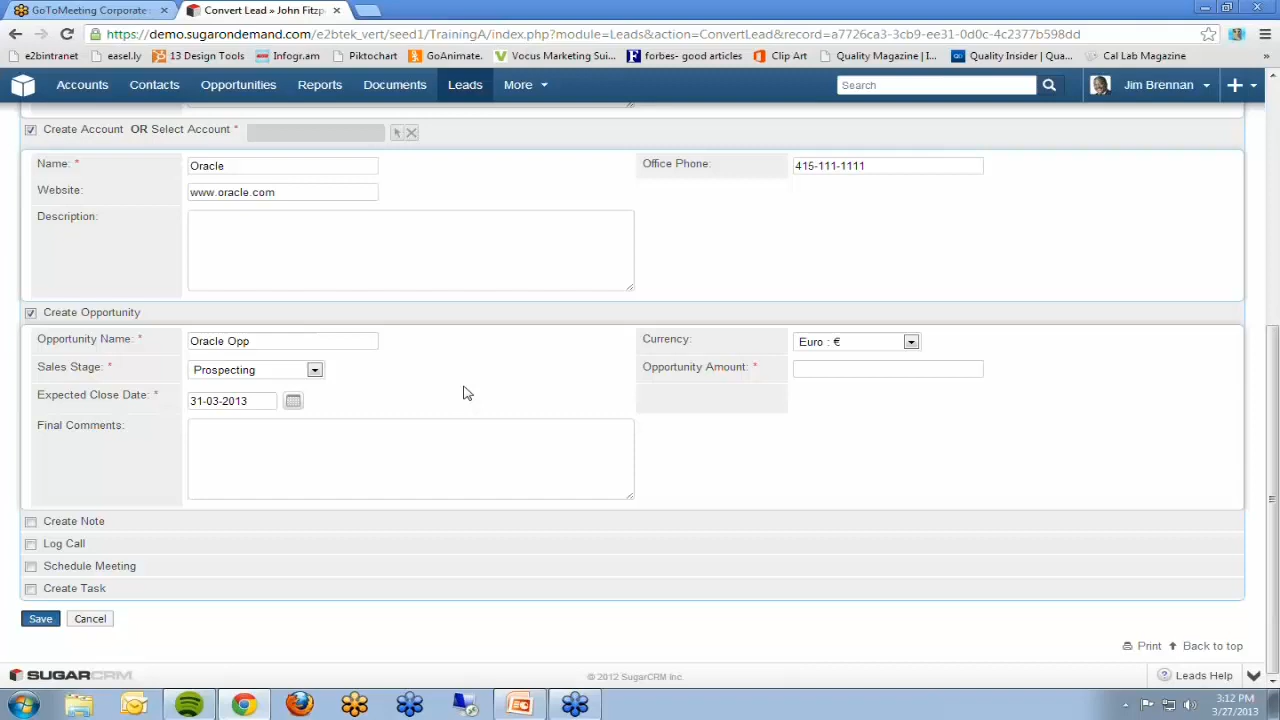 GoToMeeting Corporate
Convert Lead » John Fitzp
https://demo.sugarondemand.com/e2btek_vert/seed1/TrainingA/index.php?module=Leads&action=ConvertLead&record=a7726ca3-3cb9-ee31-0d0c-4c2377b598dd
e2bintranet easel.ly 13 Design Tools Infogr.am Piktochart GoAnimate. Vocus Marketing Sui... forbes- good articles Clip Art Quality Magazine | I... Quality Insider | Qua... Cal Lab Magazine »
Accounts Contacts Opportunities Reports Documents Leads More Search Jim Brennan
Create Account OR Select Account *
Name: * Oracle Office Phone: 415-111-1111
Website: www.oracle.com
Description:
Create Opportunity
Opportunity Name: * Oracle Opp Currency: Euro : €
Sales Stage: * Prospecting Opportunity Amount: *
Expected Close Date: * 31-03-2013
Final Comments:
Create Note
Log Call
Schedule Meeting
Create Task
Save Cancel
Print Back to top
SUGARCRM © 2012 SugarCRM Inc. Leads Help
3:12 PM
3/27/2013